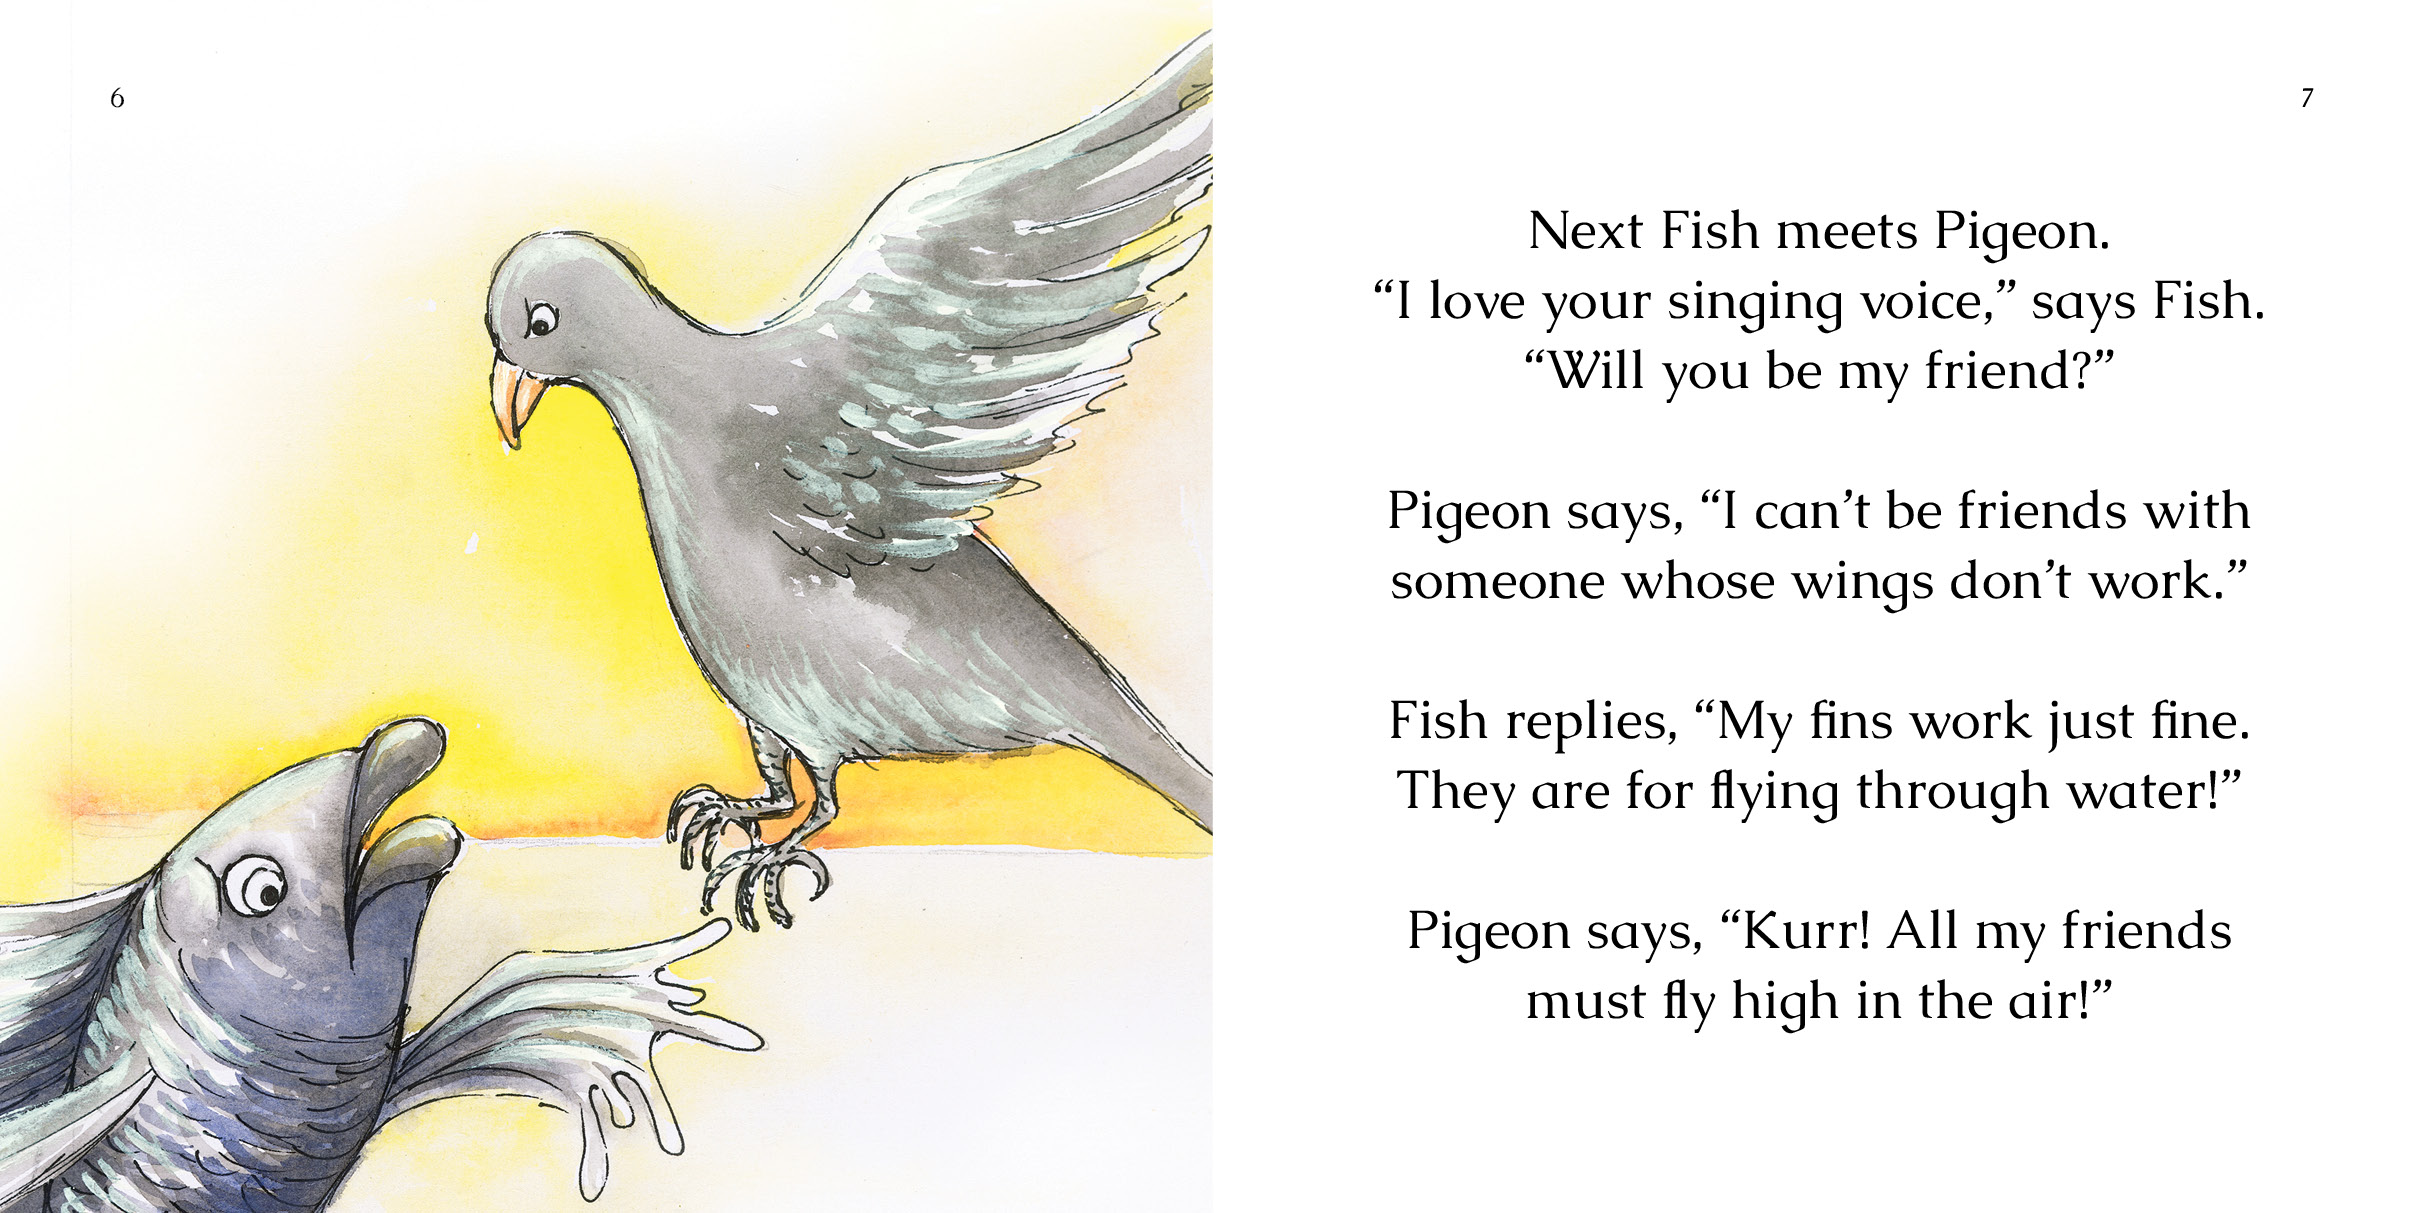 6
7
Next Fish meets Pigeon.
“I love your singing voice,” says Fish.
“Will you be my friend?”
Pigeon says, “I can’t be friends with
someone whose wings don’t work.”
Fish replies, “My fins work just fine.
They are for flying through water!”
Pigeon says, “Kurr! All my friends
must fly high in the air!”